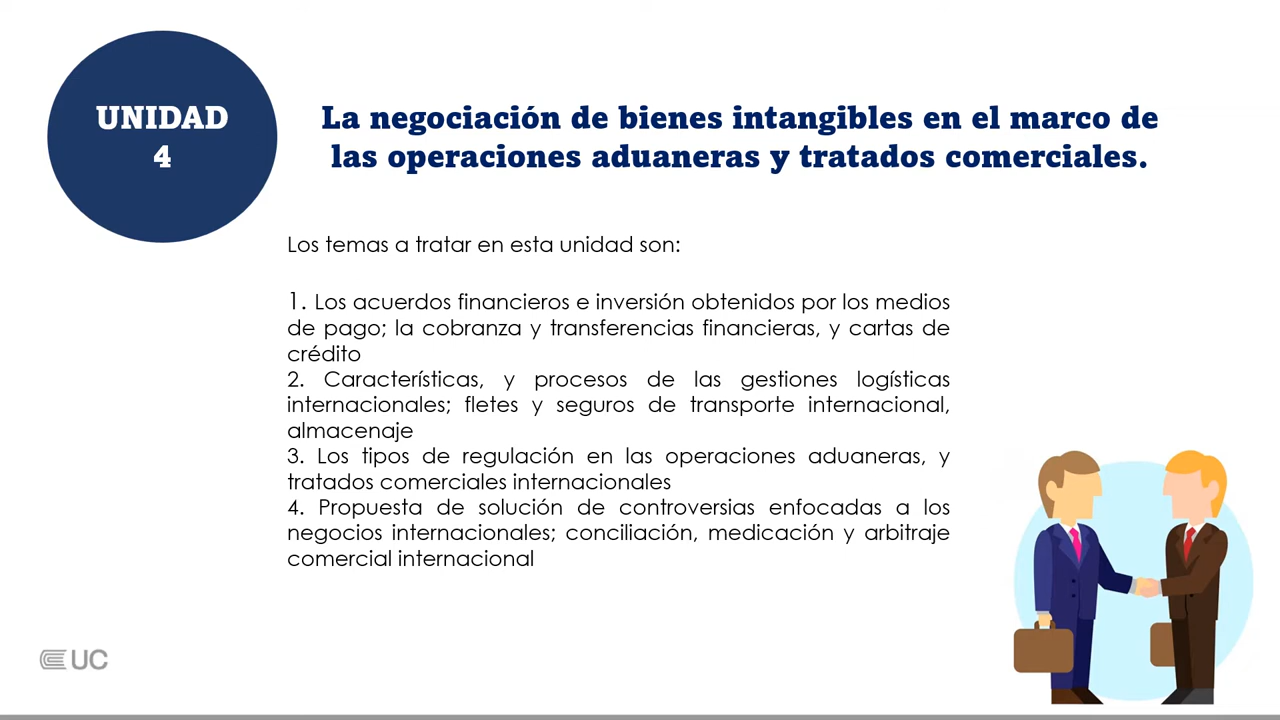 UNIDAD
4
La negociación de bienes intangibles en el marco de
las operaciones aduaneras y tratados comerciales.
Los temas a tratar en esta unidad son:
1. Los acuerdos financieros e inversión obtenidos por los medios
de pago; la cobranza y transferencias financieras, y cartas de
crédito
2. Características, y procesos de las gestiones logísticas
internacionales; fletes y seguros de transporte internacional,
almacenaje
3. Los tipos de regulación en las operaciones aduaneras, y
tratados comerciales internacionales
4. Propuesta de solución de controversias enfocadas a los
negocios internacionales; conciliación, medicación y arbitraje
comercial internacional
UC